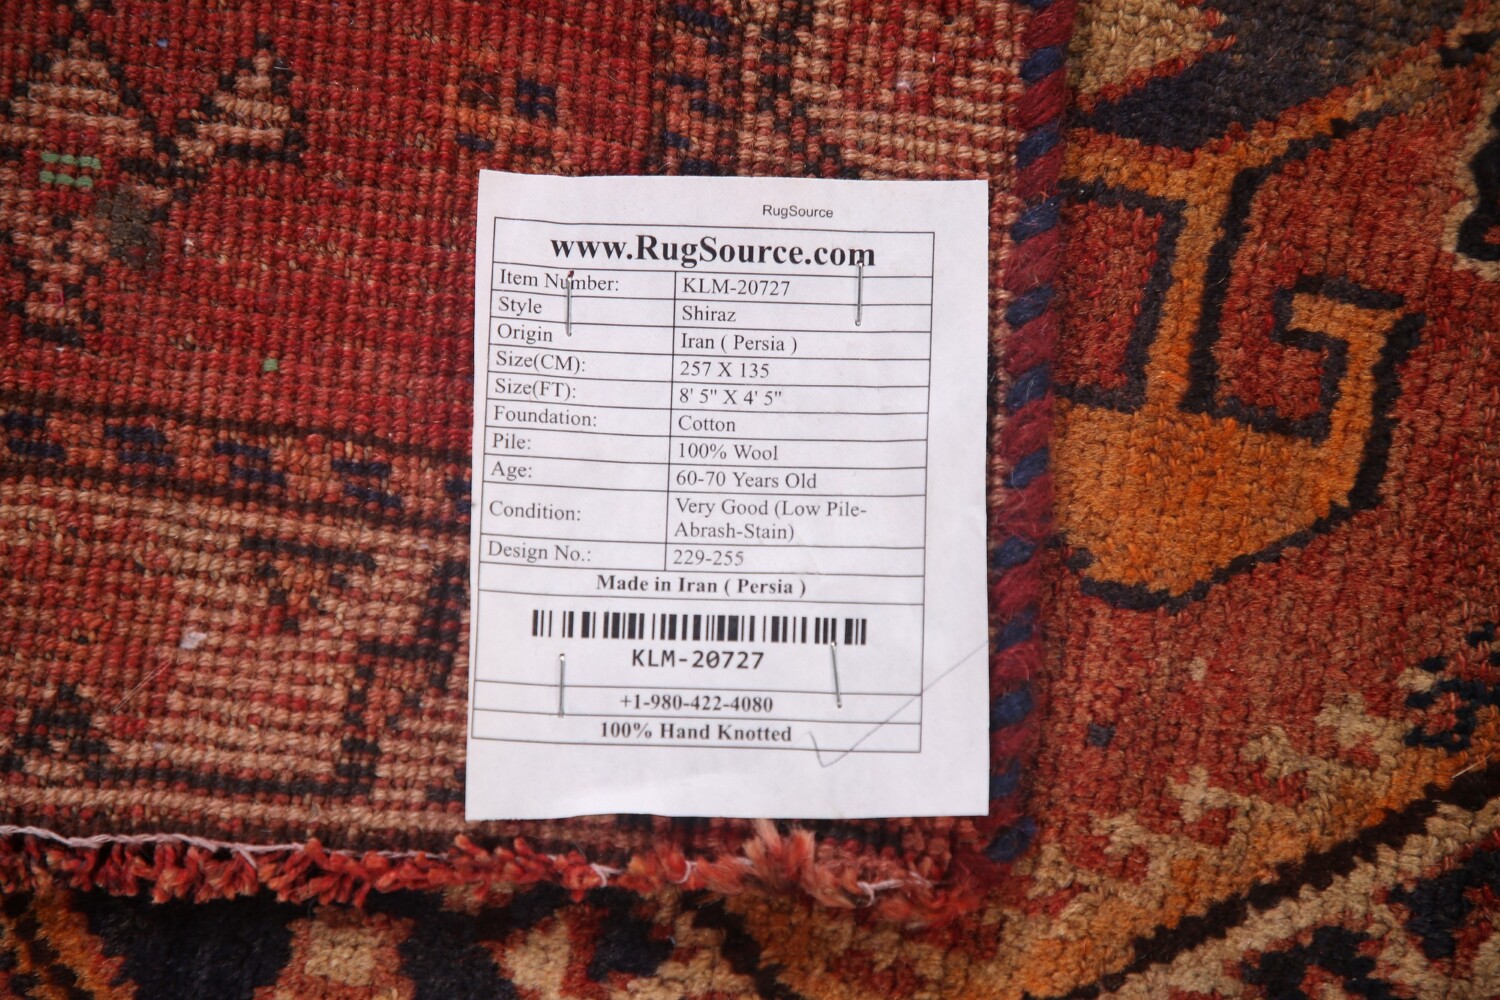 RugSource
www.RugSource.com
Item Number: KLM-20727
Style Shiraz
Origin Iran ( Persia )
Size(CM): 257 X 135
Size(FT): 8' 5" X 4' 5"
Foundation: Cotton
Pile: 100% Wool
Age: 60-70 Years Old
Condition: Very Good (Low Pile-
Abrash-Stain)
Design No.: 229-255
Made in Iran ( Persia )
KLM-20727
+1-980-422-4080
100% Hand Knotted